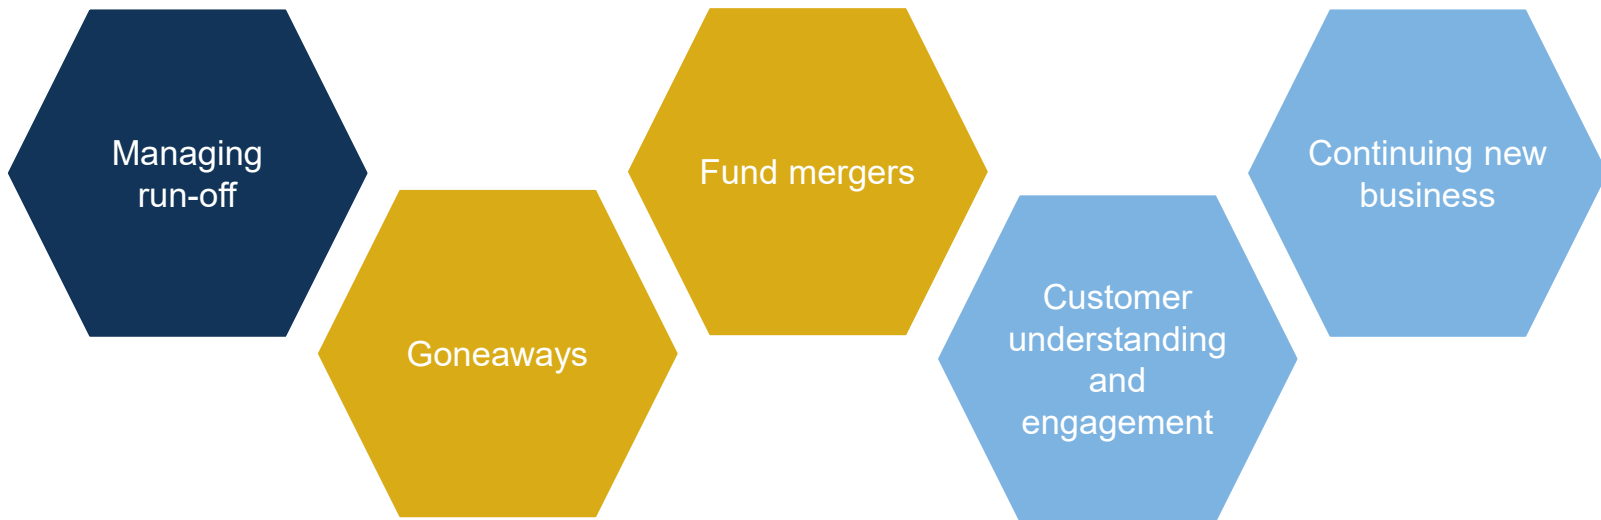 Managing
run-off
Goneaways
Fund mergers
Customer
understanding
and
engagement
Continuing new
business